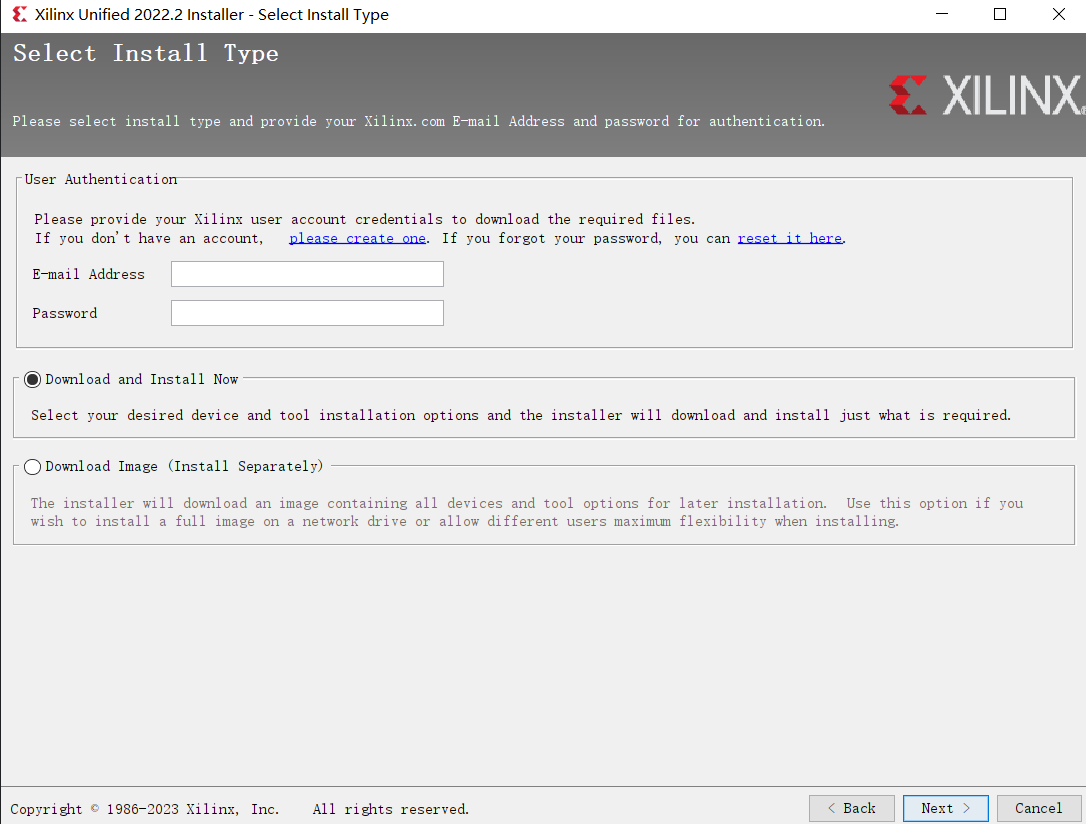 Xilinx Unified 2022.2 Installer - Select Install Type
Select Install Type
XILINX®
Please select install type and provide your Xilinx.com E-mail Address and password for authentication.
User Authentication
Please provide your Xilinx user account credentials to download the required files.
If you don't have an account, please create one. If you forgot your password, you can reset it here.
E-mail Address
Password
Download and Install Now
Select your desired device and tool installation options and the installer will download and install just what is required.
Download Image (Install Separately)
The installer will download an image containing all devices and tool options for later installation. Use this option if you
wish to install a full image on a network drive or allow different users maximum flexibility when installing.
Copyright © 1986-2023 Xilinx, Inc. All rights reserved.
< Back Next > Cancel